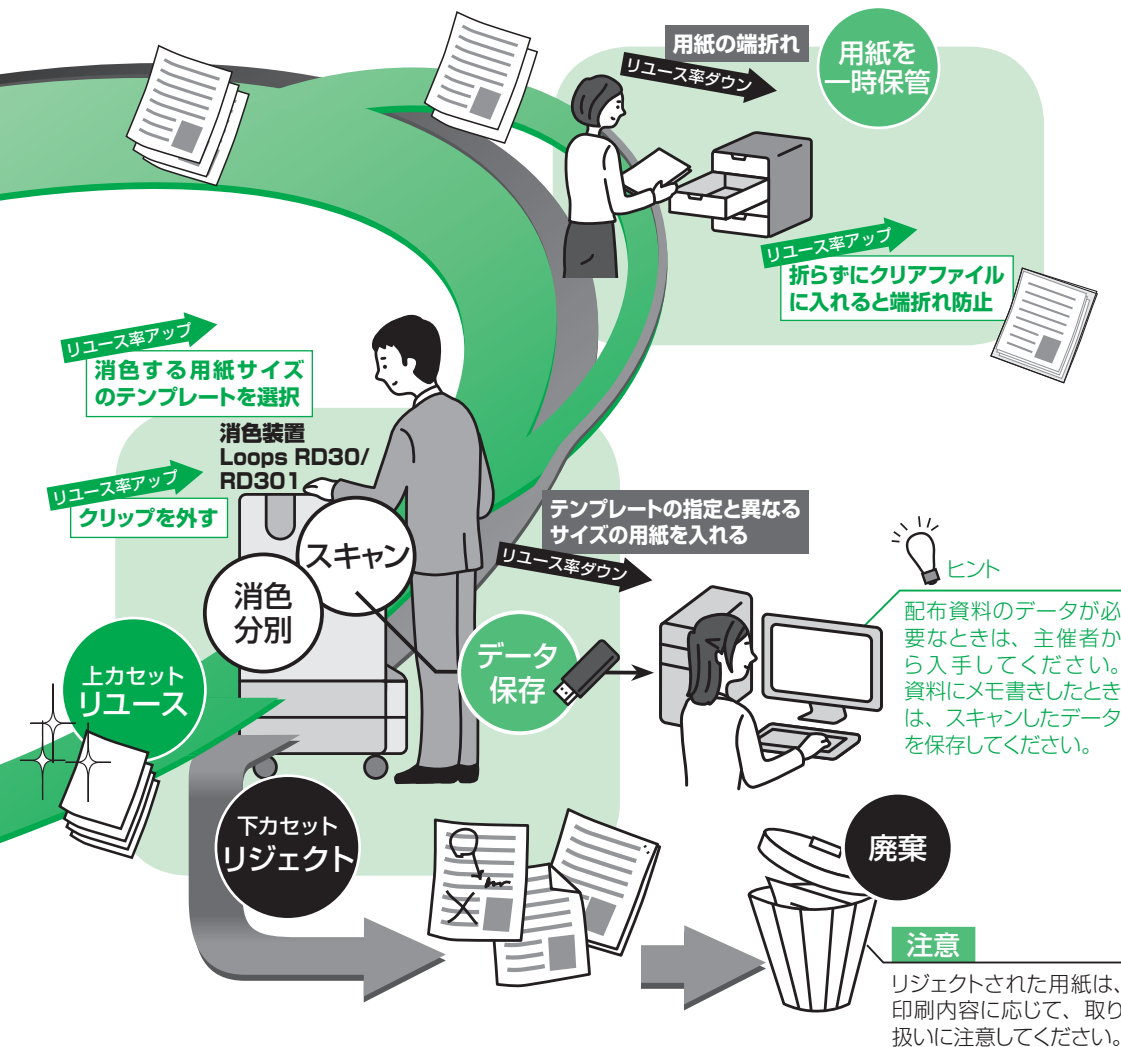 用紙の端折れ
リユース率ダウン
用紙を
一時保管
リユース率アップ
折らずにクリアファイル
に入れると端折れ防止
リユース率アップ
消色する用紙サイズ
のテンプレートを選択
消色装置
Loops RD30/
RD301
リユース率アップ
クリップを外す
スキャン
消色
分別
テンプレートの指定と異なる
サイズの用紙を入れる
リユース率ダウン
データ
保存
ヒント
配布資料のデータが必
要なときは、主催者か
ら入手してください。
資料にメモ書きしたとき
は、スキャンしたデータ
を保存してください。
上カセット
リユース
下カセット
リジェクト
廃棄
注意
リジェクトされた用紙は、
印刷内容に応じて、取り
扱いに注意してください。